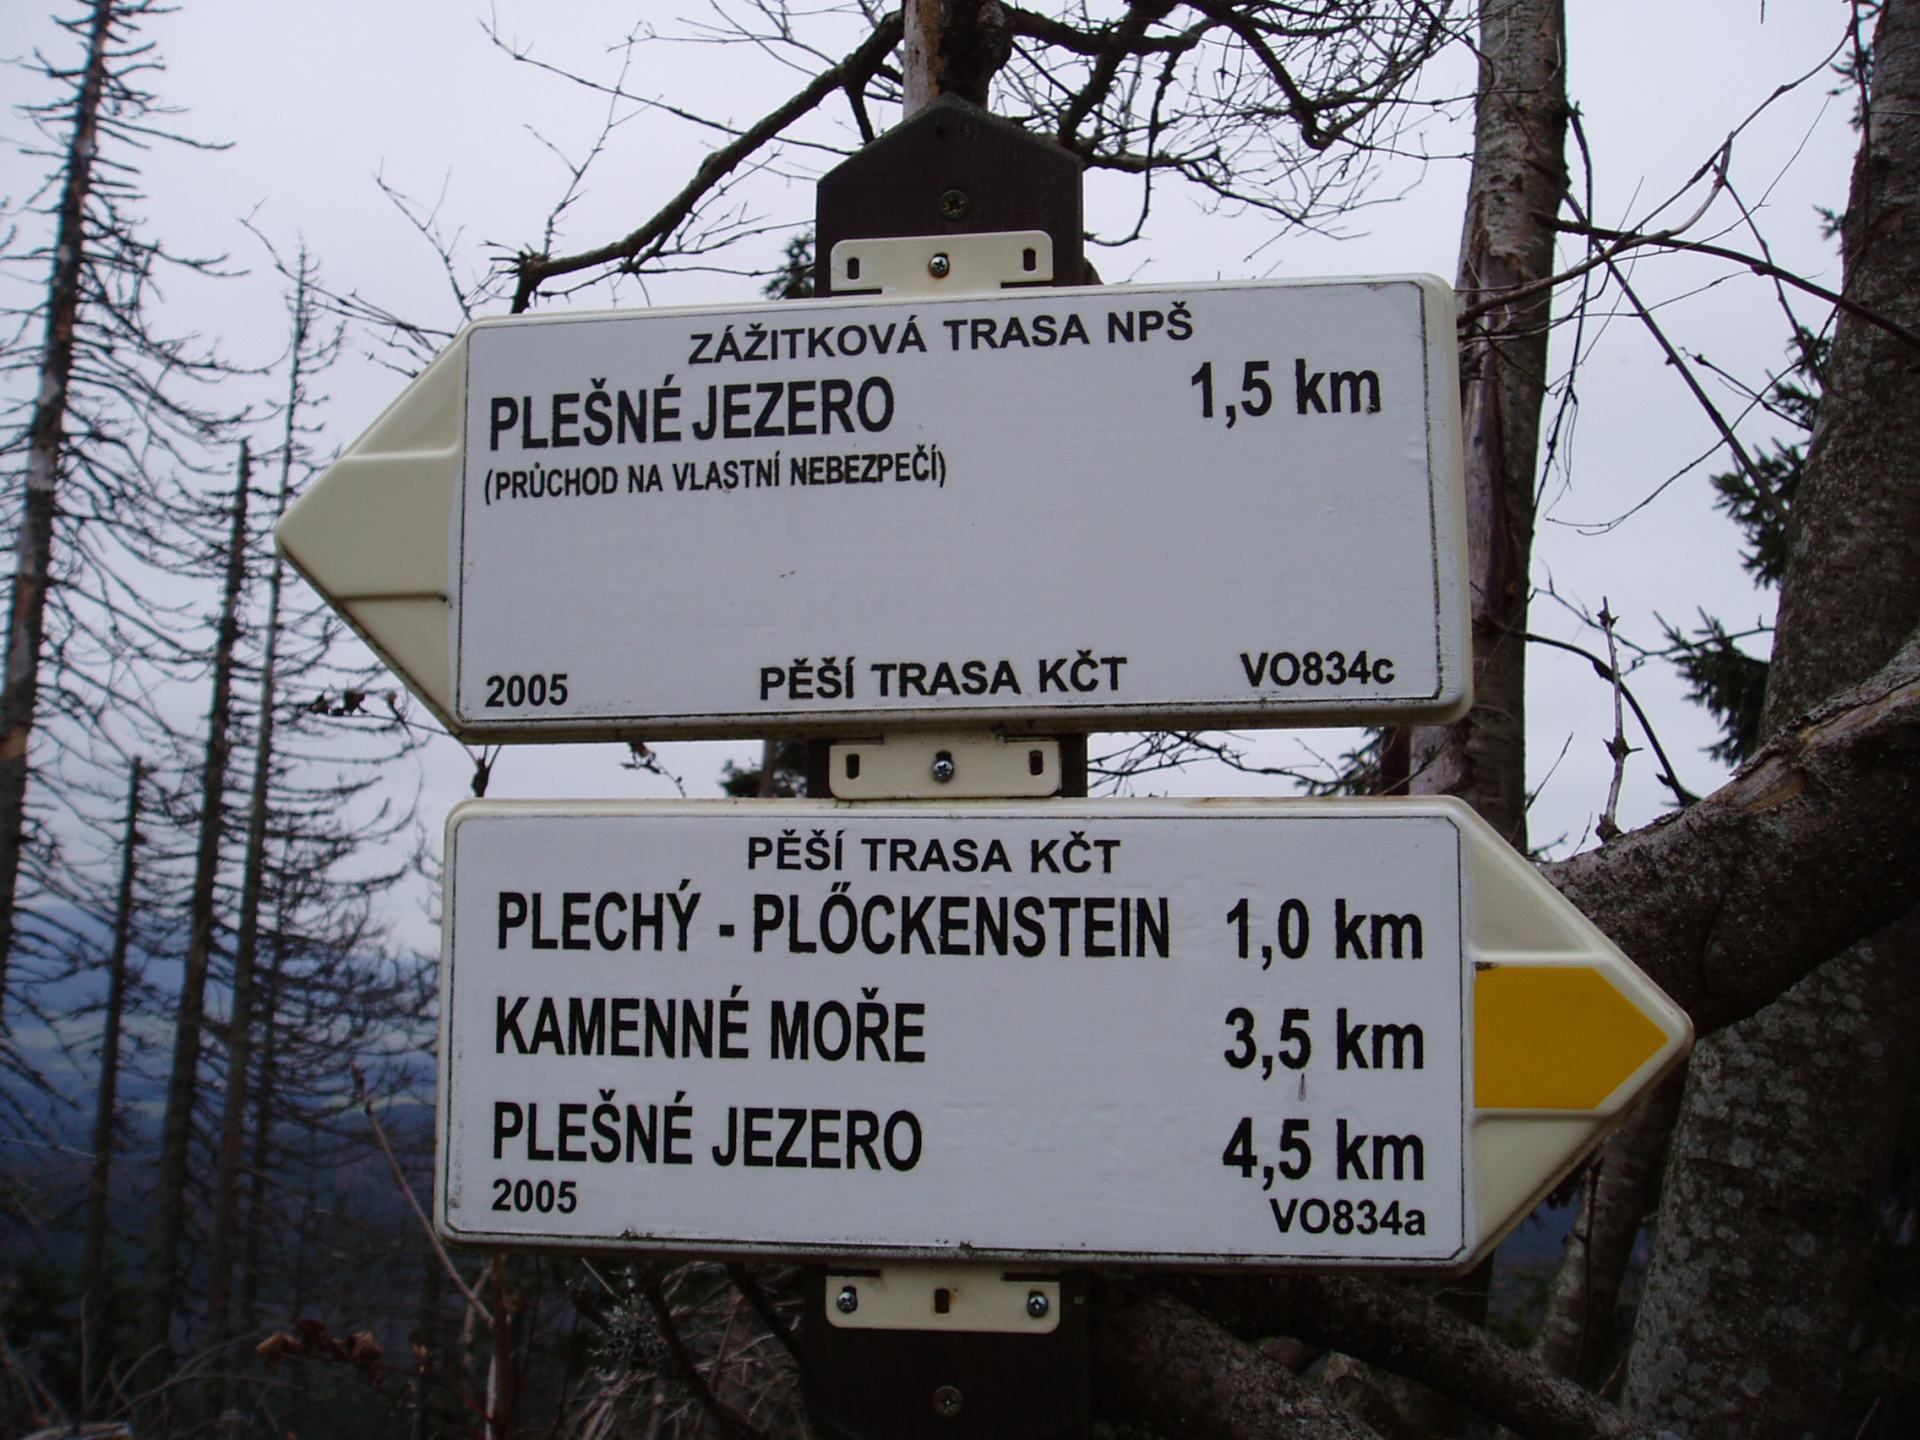 ZÁŽITKOVÁ TRASA NPŠ
PLEŠNÉ JEZERO 1,5 km
(PRŮCHOD NA VLASTNÍ NEBEZPEČÍ)
2005 PĚŠÍ TRASA KČT VO834c
PĚŠÍ TRASA KČT
PLECHÝ - PLŐCKENSTEIN 1,0 km
KAMENNÉ MOŘE 3,5 km
PLEŠNÉ JEZERO 4,5 km
2005 VO834a